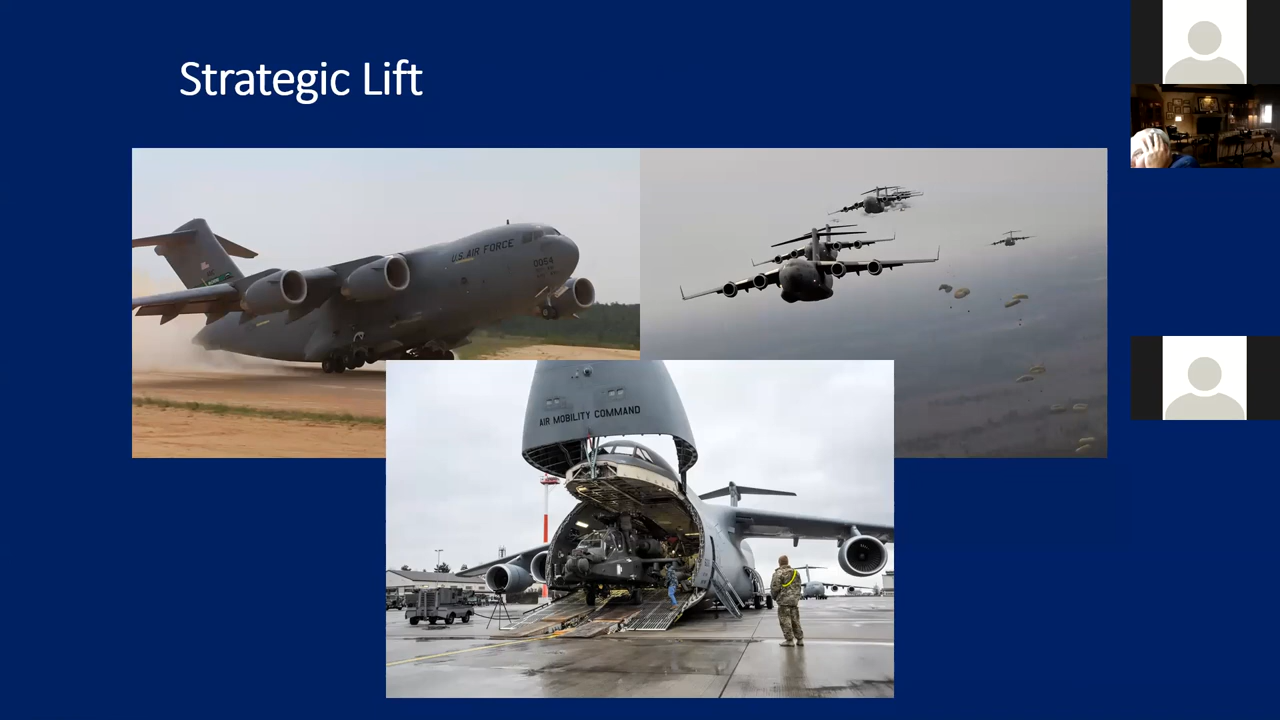 Strategic Lift
U.S. AIR FORCE
0054
AIR MOBILITY COMMAND